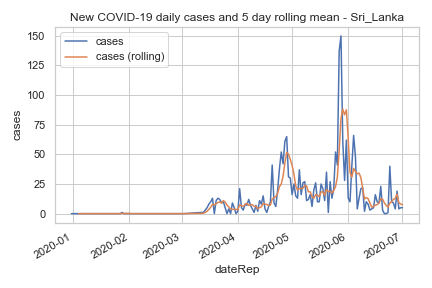 New COVID-19 daily cases and 5 day rolling mean - Sri_Lanka
cases
cases (rolling)
150
125
100
75
50
25
0
cases
2020-01
2020-02
2020-03
2020-04
2020-05
2020-06
2020-07
dateRep